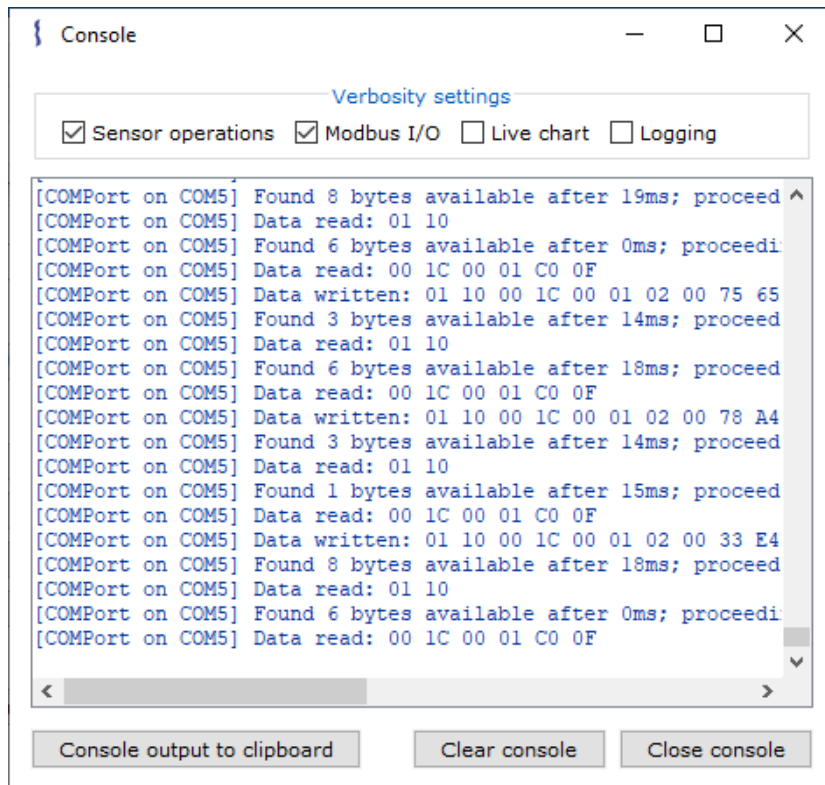 Console
Verbosity settings
Sensor operations Modbus I/O Live chart Logging
[COMPort on COM5] Found 8 bytes available after 19ms; proceed
[COMPort on COM5] Data read: 01 10
[COMPort on COM5] Found 6 bytes available after 0ms; proceedi
[COMPort on COM5] Data read: 00 1C 00 01 C0 0F
[COMPort on COM5] Data written: 01 10 00 1C 00 01 02 00 75 65
[COMPort on COM5] Found 3 bytes available after 14ms; proceed
[COMPort on COM5] Data read: 01 10
[COMPort on COM5] Found 6 bytes available after 18ms; proceed
[COMPort on COM5] Data read: 00 1C 00 01 C0 0F
[COMPort on COM5] Data written: 01 10 00 1C 00 01 02 00 78 A4
[COMPort on COM5] Found 3 bytes available after 14ms; proceed
[COMPort on COM5] Data read: 01 10
[COMPort on COM5] Found 1 bytes available after 15ms; proceed
[COMPort on COM5] Data read: 00 1C 00 01 C0 0F
[COMPort on COM5] Data written: 01 10 00 1C 00 01 02 00 33 E4
[COMPort on COM5] Found 8 bytes available after 18ms; proceed
[COMPort on COM5] Data read: 01 10
[COMPort on COM5] Found 6 bytes available after 0ms; proceedi
[COMPort on COM5] Data read: 00 1C 00 01 C0 0F
Console output to clipboard Clear console Close console